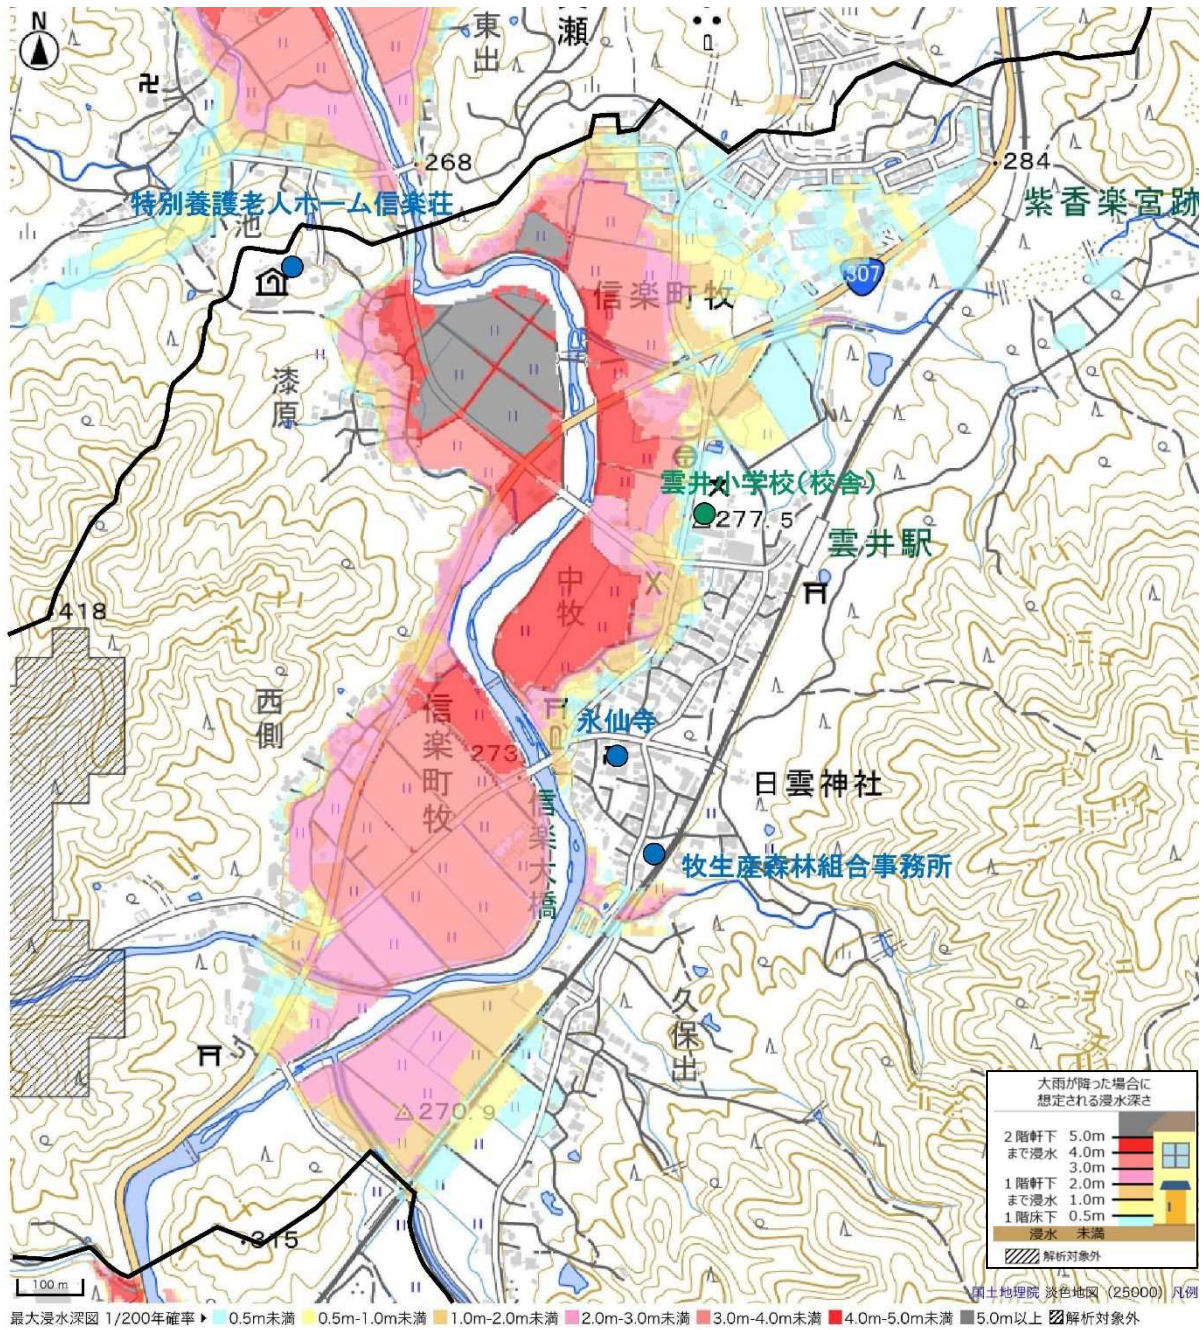 N
東出
瀬
268
284
特別養護老人ホーム信楽荘
小池
紫香楽宮跡
307
信楽町牧
漆原
雲井小学校(校舎)
277.5
雲井駅
中牧
418
西側
信楽町牧
273
永仙寺
日雲神社
信楽大橋
牧生産森林組合事務所
久保出
270.9
315
大雨が降った場合に
想定される浸水深さ
2階軒下
まで浸水
5.0m
4.0m
3.0m
1階軒下
まで浸水
2.0m
1.0m
1階床下
浸水
0.5m
未満
解析対象外
100 m
国土地理院 淡色地図(25000) 凡例
最大浸水深図 1/200年確率 ▶ 0.5m未満 0.5m-1.0m未満 1.0m-2.0m未満 2.0m-3.0m未満 3.0m-4.0m未満 4.0m-5.0m未満 5.0m以上 解析対象外